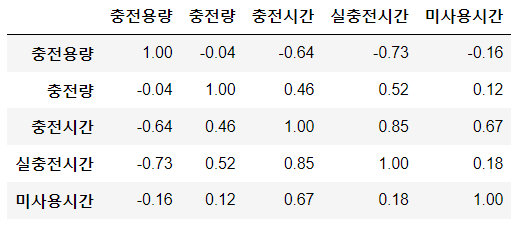 충전용량 충전량 충전시간 실충전시간 미사용시간
충전용량 1.00 -0.04 -0.64 -0.73 -0.16
충전량 -0.04 1.00 0.46 0.52 0.12
충전시간 -0.64 0.46 1.00 0.85 0.67
실충전시간 -0.73 0.52 0.85 1.00 0.18
미사용시간 -0.16 0.12 0.67 0.18 1.00